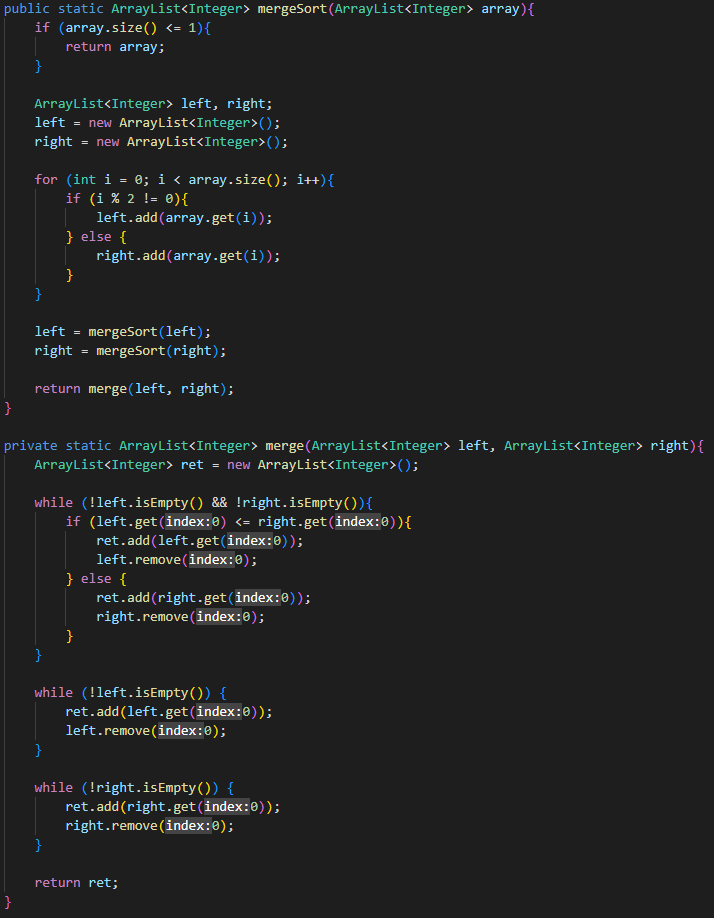 public static ArrayList<Integer> mergeSort(ArrayList<Integer> array){
    if (array.size() <= 1){
        return array;
    }

    ArrayList<Integer> left, right;
    left = new ArrayList<Integer>();
    right = new ArrayList<Integer>();

    for (int i = 0; i < array.size(); i++){
        if (i % 2 != 0){
            left.add(array.get(i));
        } else {
            right.add(array.get(i));
        }
    }

    left = mergeSort(left);
    right = mergeSort(right);

    return merge(left, right);
}

private static ArrayList<Integer> merge(ArrayList<Integer> left, ArrayList<Integer> right){
    ArrayList<Integer> ret = new ArrayList<Integer>();

    while (!left.isEmpty() && !right.isEmpty()){
        if (left.get(index:0) <= right.get(index:0)){
            ret.add(left.get(index:0));
            left.remove(index:0);
        } else {
            ret.add(right.get(index:0));
            right.remove(index:0);
        }
    }

    while (!left.isEmpty()) {
        ret.add(left.get(index:0));
        left.remove(index:0);
    }

    while (!right.isEmpty()) {
        ret.add(right.get(index:0));
        right.remove(index:0);
    }

    return ret;
}